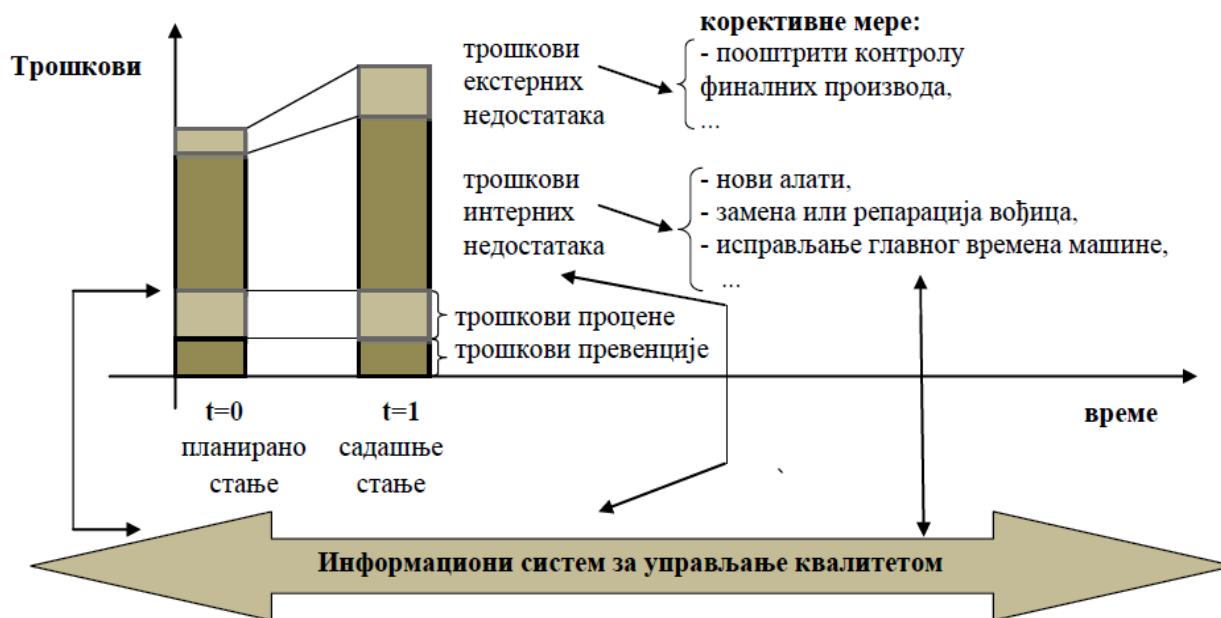 корективне мере:
трошкови
екстерних
недостатака
- пооштрити контролу
финалних производа,
...
Трошкови
трошкови
интерних
недостатака
- нови алати,
- замена или репарација вођица,
- исправљање главног времена машине,
...
трошкови процене
трошкови превенције
t=0
планирано
стање
t=1
садашње
стање
време
Информациони систем за управљање квалитетом